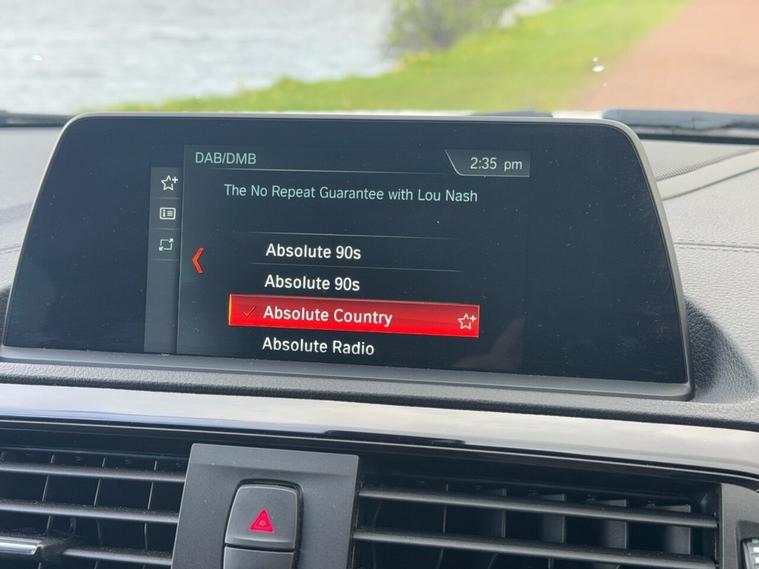 DAB/DMB
2:35 pm
The No Repeat Guarantee with Lou Nash
Absolute 90s
Absolute 90s
Absolute Country
Absolute Radio